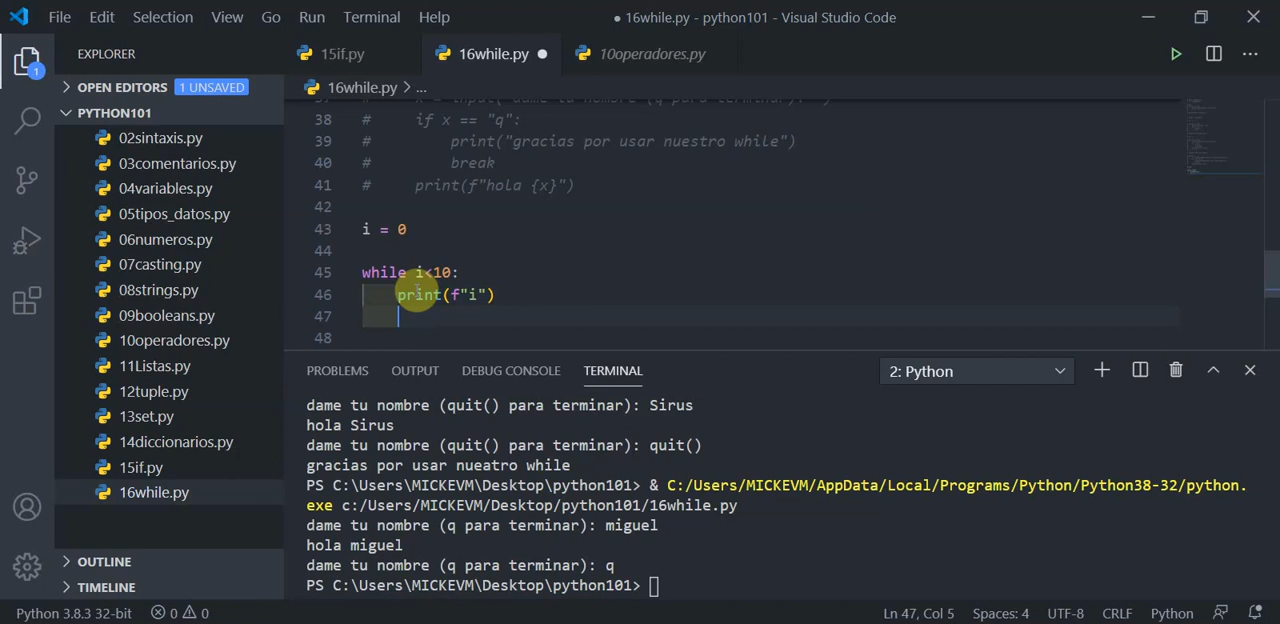 File Edit Selection View Go Run Terminal Help
● 16while.py - python101 - Visual Studio Code
EXPLORER
15if.py
16while.py ●
10operadores.py
OPEN EDITORS 1 UNSAVED
16while.py > ...
1
PYTHON101
02sintaxis.py
03comentarios.py
04variables.py
05tipos_datos.py
06numeros.py
07casting.py
08strings.py
09booleans.py
10operadores.py
11Listas.py
12tuple.py
13set.py
14diccionarios.py
15if.py
16while.py
OUTLINE
TIMELINE
37 # x = input("dame tu nombre (q para terminar): ")
38 # if x == "q":
39 # print("gracias por usar nuestro while")
40 # break
41 # print(f"hola {x}")
42
43 i = 0
44
45 while i<10:
46 print(f"i")
47
48
PROBLEMS OUTPUT DEBUG CONSOLE TERMINAL 2: Python
dame tu nombre (quit() para terminar): Sirus
hola Sirus
dame tu nombre (quit() para terminar): quit()
gracias por usar nueatro while
PS C:\Users\MICKEVM\Desktop\python101> & C:/Users/MICKEVM/AppData/Local/Programs/Python/Python38-32/python.
exe c:/Users/MICKEVM/Desktop/python101/16while.py
dame tu nombre (q para terminar): miguel
hola miguel
dame tu nombre (q para terminar): q
PS C:\Users\MICKEVM\Desktop\python101>
Python 3.8.3 32-bit 0 0 Ln 47, Col 5 Spaces: 4 UTF-8 CRLF Python